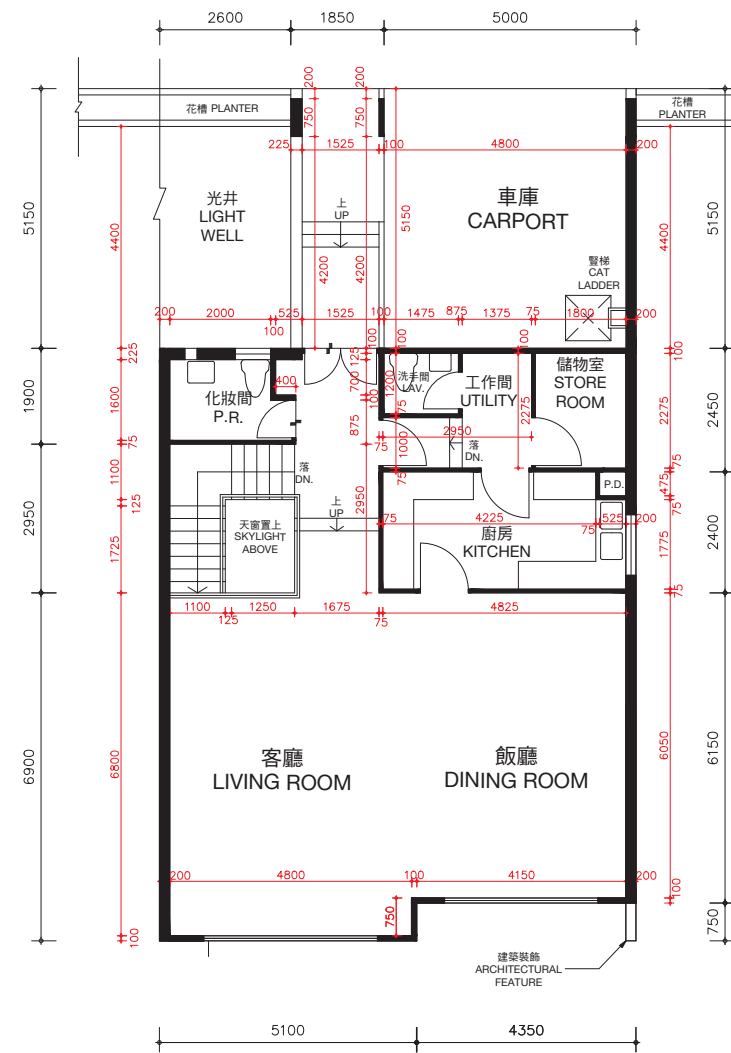 2600
1850
5000
花槽 PLANTER
花槽
PLANTER
200
200
750
750
225
1525
100
4800
200
光井
LIGHT
WELL
上
UP
車庫
CARPORT
豎梯
CAT
LADDER
5150
4400
4200
4200
5150
4400
5150
200
2000
525
1525
100
1475
875
1375
75
1800
200
100
225
100
125
100
100
100
化妝間
P.R.
400
700
100
1200
75
洗手間
LAV.
工作間
UTILITY
儲物室
STORE
ROOM
1900
1600
75
875
75
1000
75
2950
2275
2275
75
2450
落
DN.
落
DN.
1100
125
1725
2950
天窗置上
SKYLIGHT
ABOVE
上
UP
2950
75
4225
75
525
200
P.D.
475
75
1775
75
2400
廚房
KITCHEN
1100
125
1250
1675
75
4825
客廳
LIVING ROOM
飯廳
DINING ROOM
6900
6800
6050
6150
200
4800
100
4150
200
100
750
100
750
建築裝飾
ARCHITECTURAL
FEATURE
5100
4350